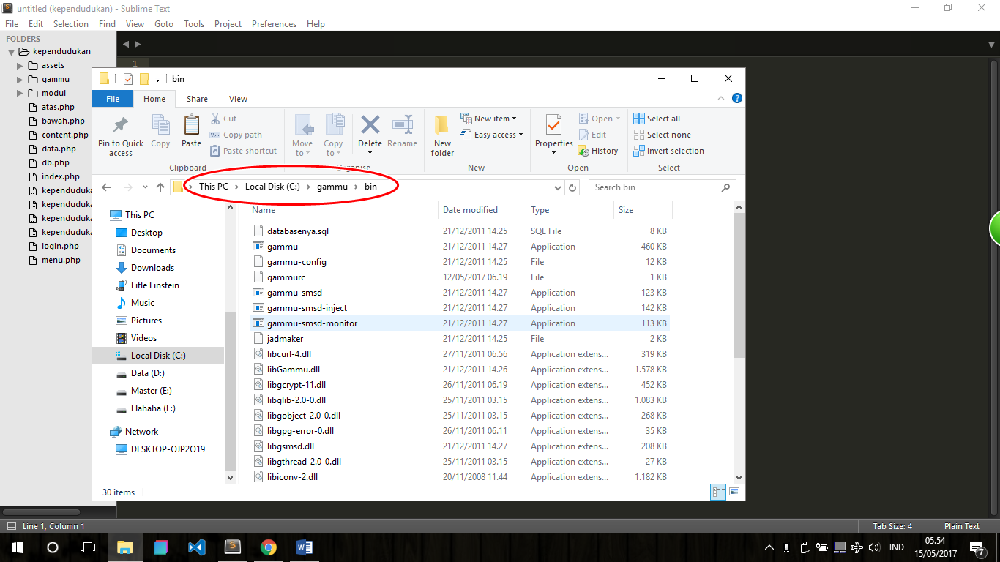 untitled (kependudukan) - Sublime Text
File Edit Selection Find View Goto Tools Project Preferences Help
FOLDERS
kependudukan
assets
gammu
modul
atas.php
bawah.php
content.php
data.php
db.php
index.php
kependudukan
kependudukan
kependudukan
kependudukan
login.php
menu.php
1
bin
File Home Share View
Pin to Quick access
Copy
Paste
Cut
Copy path
Paste shortcut
Clipboard
Move to
Copy to
Delete
Rename
Organise
New folder
New item
Easy access
New
Properties
Open
Edit
History
Open
Select all
Select none
Invert selection
Select
This PC > Local Disk (C:) > gammu > bin
Search bin
This PC
Desktop
Documents
Downloads
Litle Einstein
Music
Pictures
Videos
Local Disk (C:)
Data (D:)
Master (E:)
Hahaha (F:)
Network
DESKTOP-OJP2O19
Name Date modified Type Size
databasenya.sql 21/12/2011 14.25 SQL File 8 KB
gammu 21/12/2011 14.27 Application 460 KB
gammu-config 21/12/2011 14.25 File 12 KB
gammurc 12/05/2017 06.19 File 1 KB
gammu-smsd 21/12/2011 14.27 Application 123 KB
gammu-smsd-inject 21/12/2011 14.27 Application 142 KB
gammu-smsd-monitor 21/12/2011 14.27 Application 113 KB
jadmaker 21/12/2011 14.25 File 2 KB
libcurl-4.dll 27/11/2011 06.56 Application extens... 319 KB
libGammu.dll 21/12/2011 14.26 Application extens... 1.578 KB
libgcrypt-11.dll 26/11/2011 06.19 Application extens... 452 KB
libglib-2.0-0.dll 25/11/2011 03.15 Application extens... 1.083 KB
libgobject-2.0-0.dll 25/11/2011 03.15 Application extens... 268 KB
libgpg-error-0.dll 26/11/2011 06.11 Application extens... 35 KB
libgsmsd.dll 21/12/2011 14.27 Application extens... 208 KB
libgthread-2.0-0.dll 25/11/2011 03.15 Application extens... 27 KB
libiconv-2.dll 20/11/2008 11.44 Application extens... 1.182 KB
30 items
Line 1, Column 1
Tab Size: 4
Plain Text
IND
05.54
15/05/2017
7